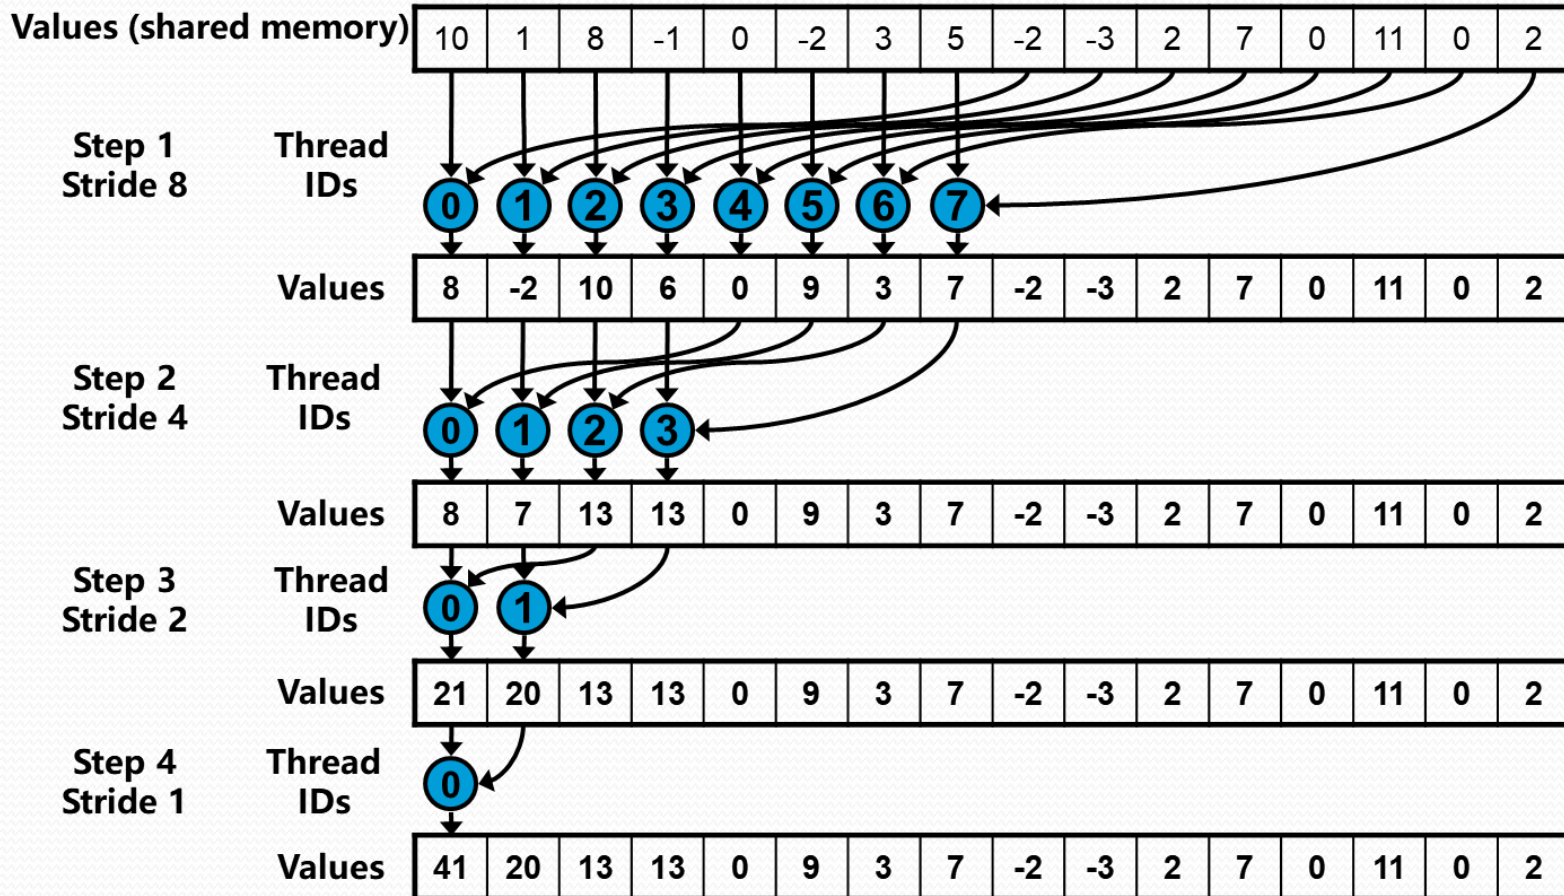 Values (shared memory) 10 1 8 -1 0 -2 3 5 -2 -3 2 7 0 11 0 2
Step 1 Thread
Stride 8 IDs
0 1 2 3 4 5 6 7
Values 8 -2 10 6 0 9 3 7 -2 -3 2 7 0 11 0 2
Step 2 Thread
Stride 4 IDs
0 1 2 3
Values 8 7 13 13 0 9 3 7 -2 -3 2 7 0 11 0 2
Step 3 Thread
Stride 2 IDs
0 1
Values 21 20 13 13 0 9 3 7 -2 -3 2 7 0 11 0 2
Step 4 Thread
Stride 1 IDs
0
Values 41 20 13 13 0 9 3 7 -2 -3 2 7 0 11 0 2